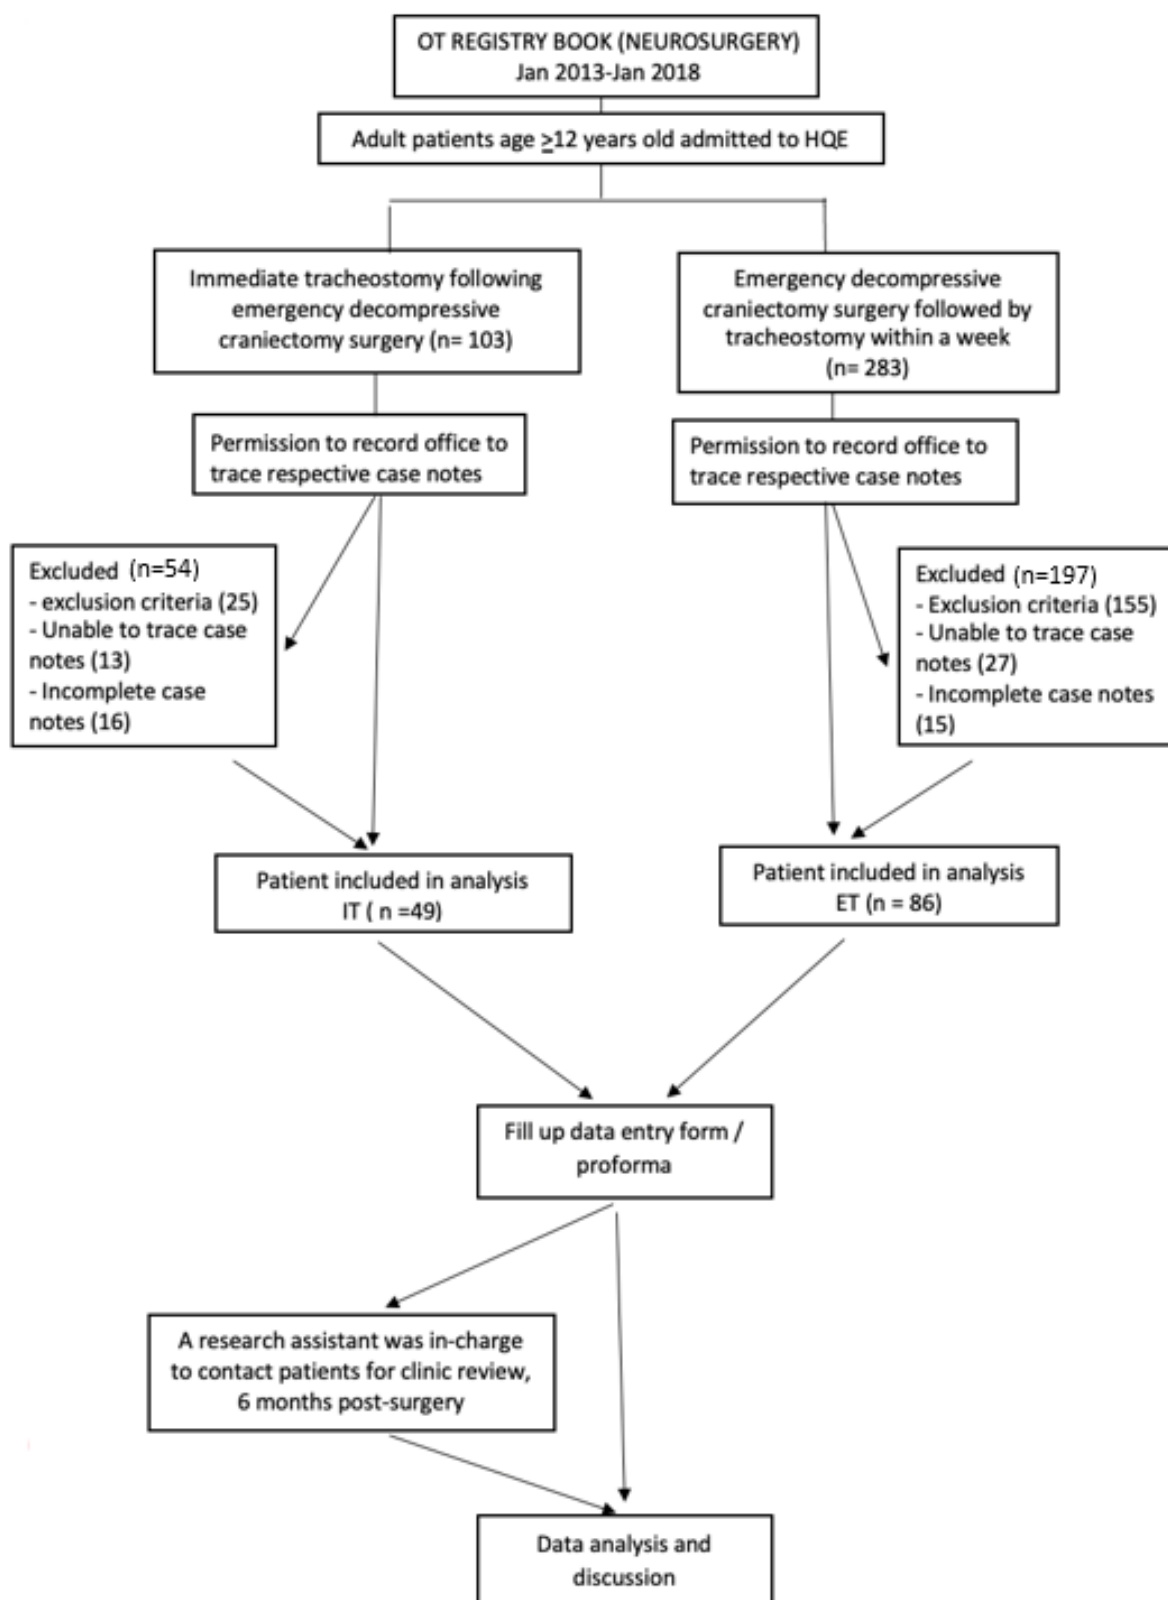 OT REGISTRY BOOK (NEUROSURGERY)
Jan 2013-Jan 2018
Adult patients age ≥12 years old admitted to HQE
Immediate tracheostomy following
emergency decompressive
craniectomy surgery (n= 103)
Emergency decompressive
craniectomy surgery followed by
tracheostomy within a week
(n= 283)
Permission to record office to
trace respective case notes
Permission to record office to
trace respective case notes
Excluded (n=54)
- exclusion criteria (25)
- Unable to trace case
notes (13)
- Incomplete case
notes (16)
Excluded (n=197)
- Exclusion criteria (155)
- Unable to trace case
notes (27)
- Incomplete case notes
(15)
Patient included in analysis
IT ( n =49)
Patient included in analysis
ET (n = 86)
Fill up data entry form /
proforma
A research assistant was in-charge
to contact patients for clinic review,
6 months post-surgery
Data analysis and
discussion